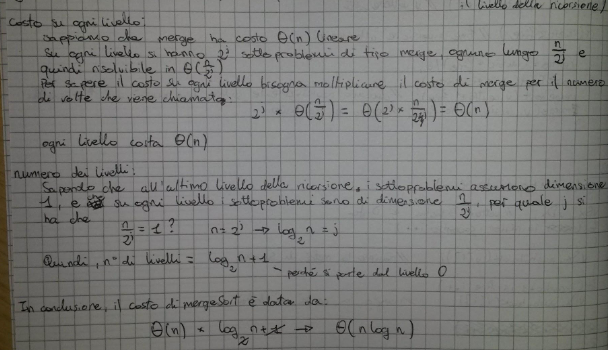 il livello della ricorsione)
costo su ogni livello:
sappiamo che merge ha costo Θ(n) lineare
su ogni livello si hanno 2^j sottoproblemi di tipo merge, ognuno lungo n/2^j e
quindi risolvibile in Θ(n/2^j)
Per sapere il costo su ogni livello bisogna moltiplicare il costo di merge per il numero
di volte che viene chiamato:
2^j * Θ(n/2^j) = Θ(2^j * n/2^j) = Θ(n)
ogni livello costa Θ(n)
numero dei livelli:
Sapendo che all'ultimo livello della ricorsione, i sottoproblemi assumono dimensione
1, e su ogni livello i sottoproblemi sono di dimensione n/2^j, per quale j si
ha che
n/2^j = 1? n = 2^j → log₂n = j
Quindi, n° di livelli = log₂n + 1
perché si parte dal livello 0
In conclusione, il costo di mergeSort è dato da:
Θ(n) * log₂n + 1 → Θ(n log n)